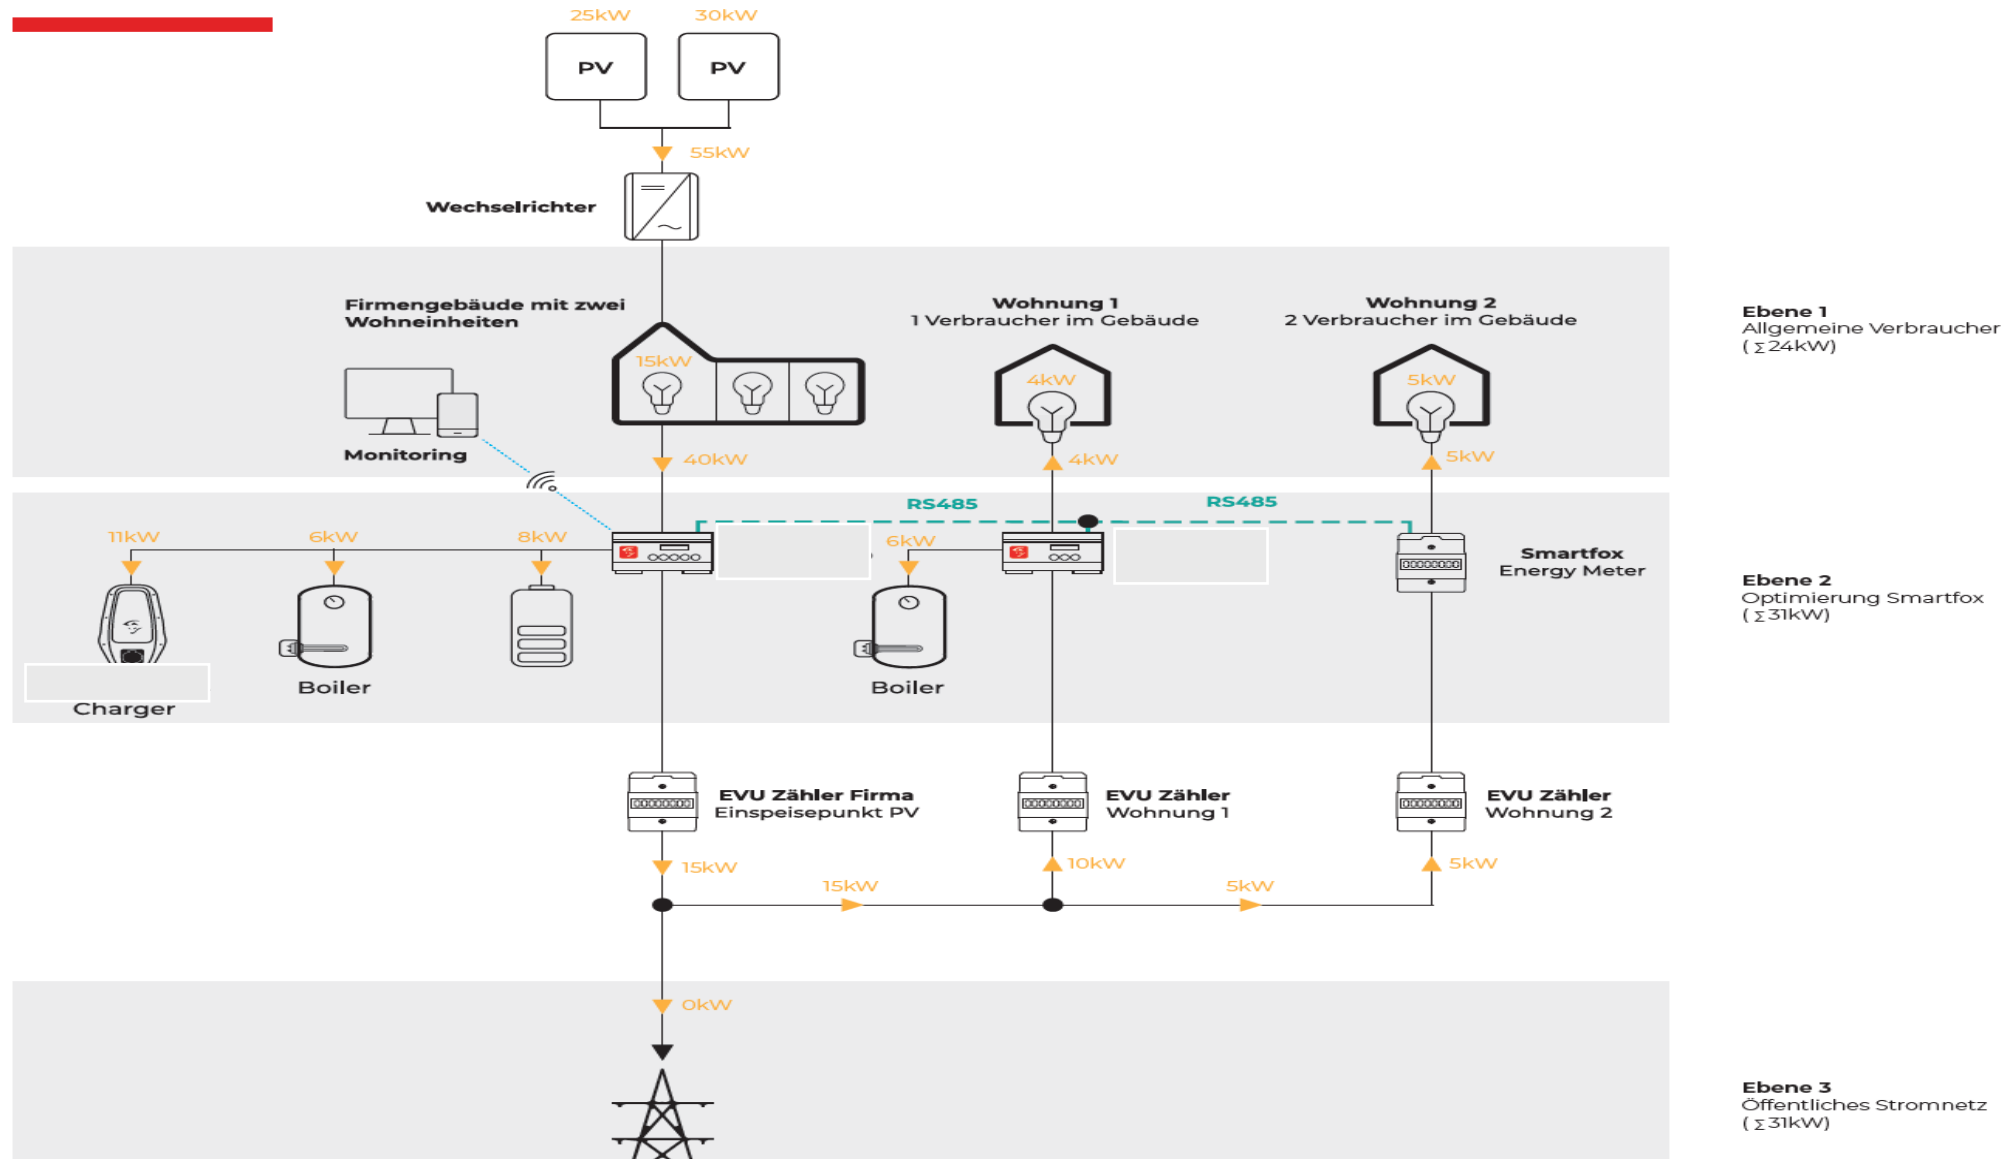 25kW 30kW
PV PV
55kW
Wechselrichter
Firmengebäude mit zwei
Wohneinheiten
Wohnung 1
1 Verbraucher im Gebäude
Wohnung 2
2 Verbraucher im Gebäude
Ebene 1
Allgemeine Verbraucher
( Σ24kW)
15kW
4kW
5kW
Monitoring
40kW
4kW
5kW
RS485
RS485
11kW
6kW
8kW
6kW
Smartfox
Energy Meter
Ebene 2
Optimierung Smartfox
( Σ31kW)
Boiler
Boiler
Charger
EVU Zähler Firma
Einspeisepunkt PV
EVU Zähler
Wohnung 1
EVU Zähler
Wohnung 2
15kW
10kW
5kW
15kW
5kW
0kW
Ebene 3
Öffentliches Stromnetz
( Σ31kW)